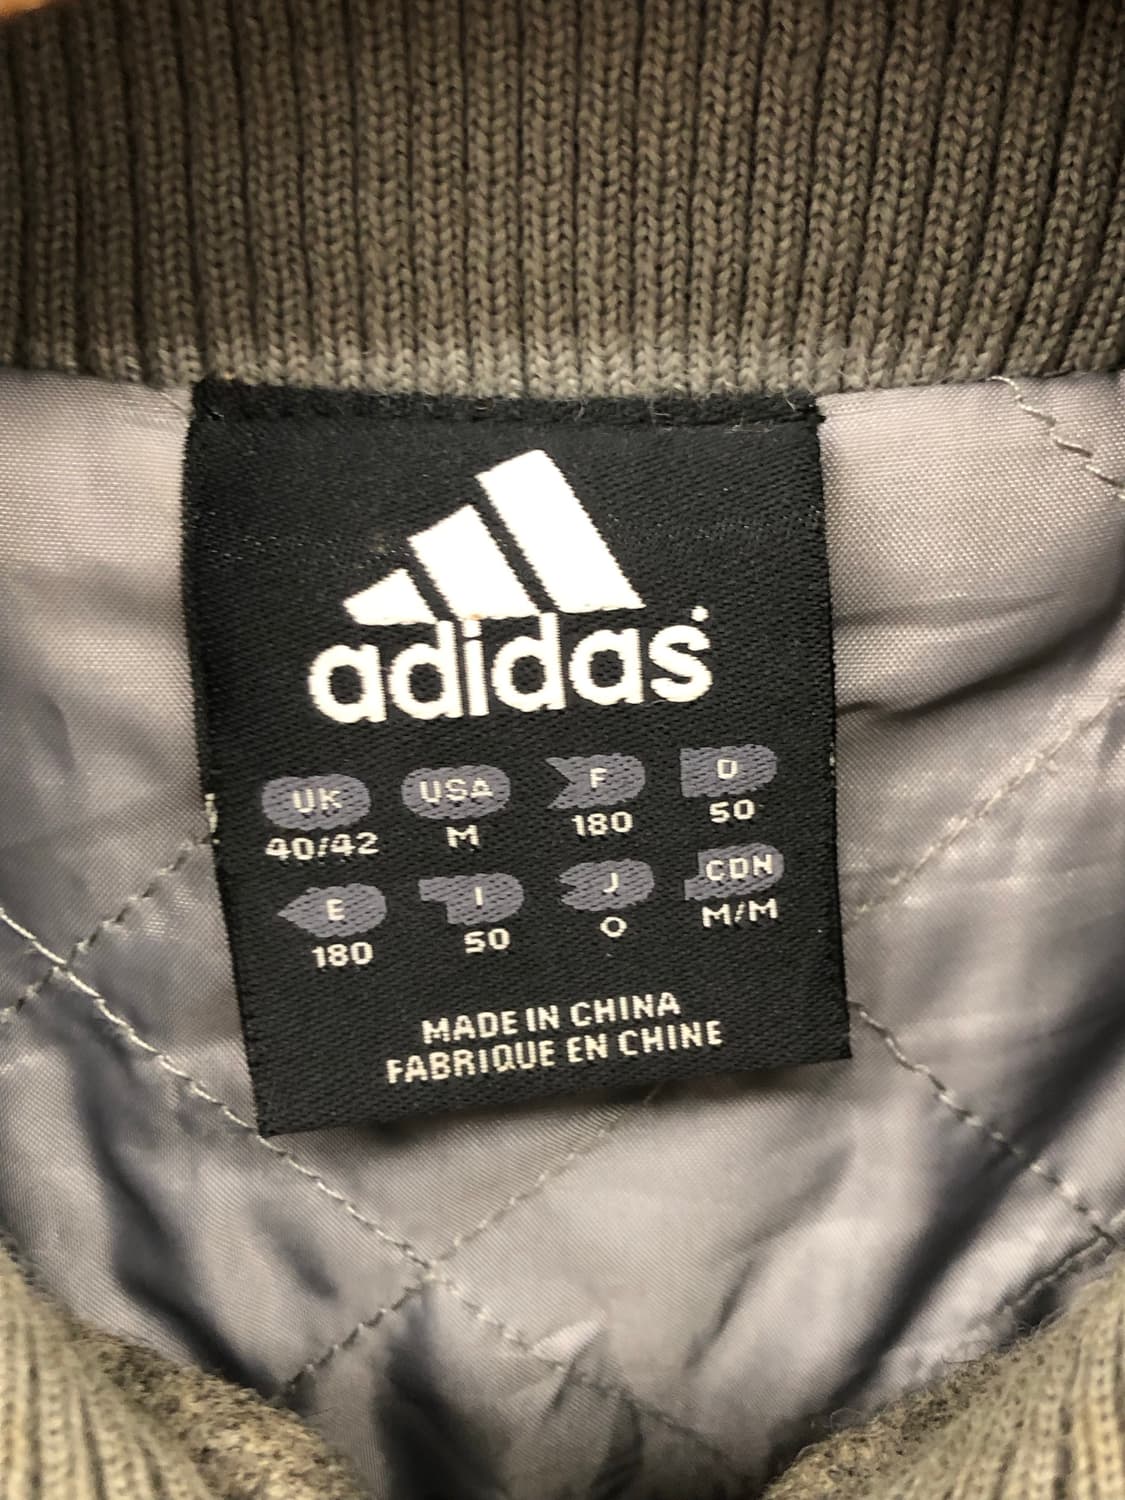 adidas
UK USA F D
40/42 M 180 50
E I J CDN
180 50 O M/M
MADE IN CHINA
FABRIQUE EN CHINE